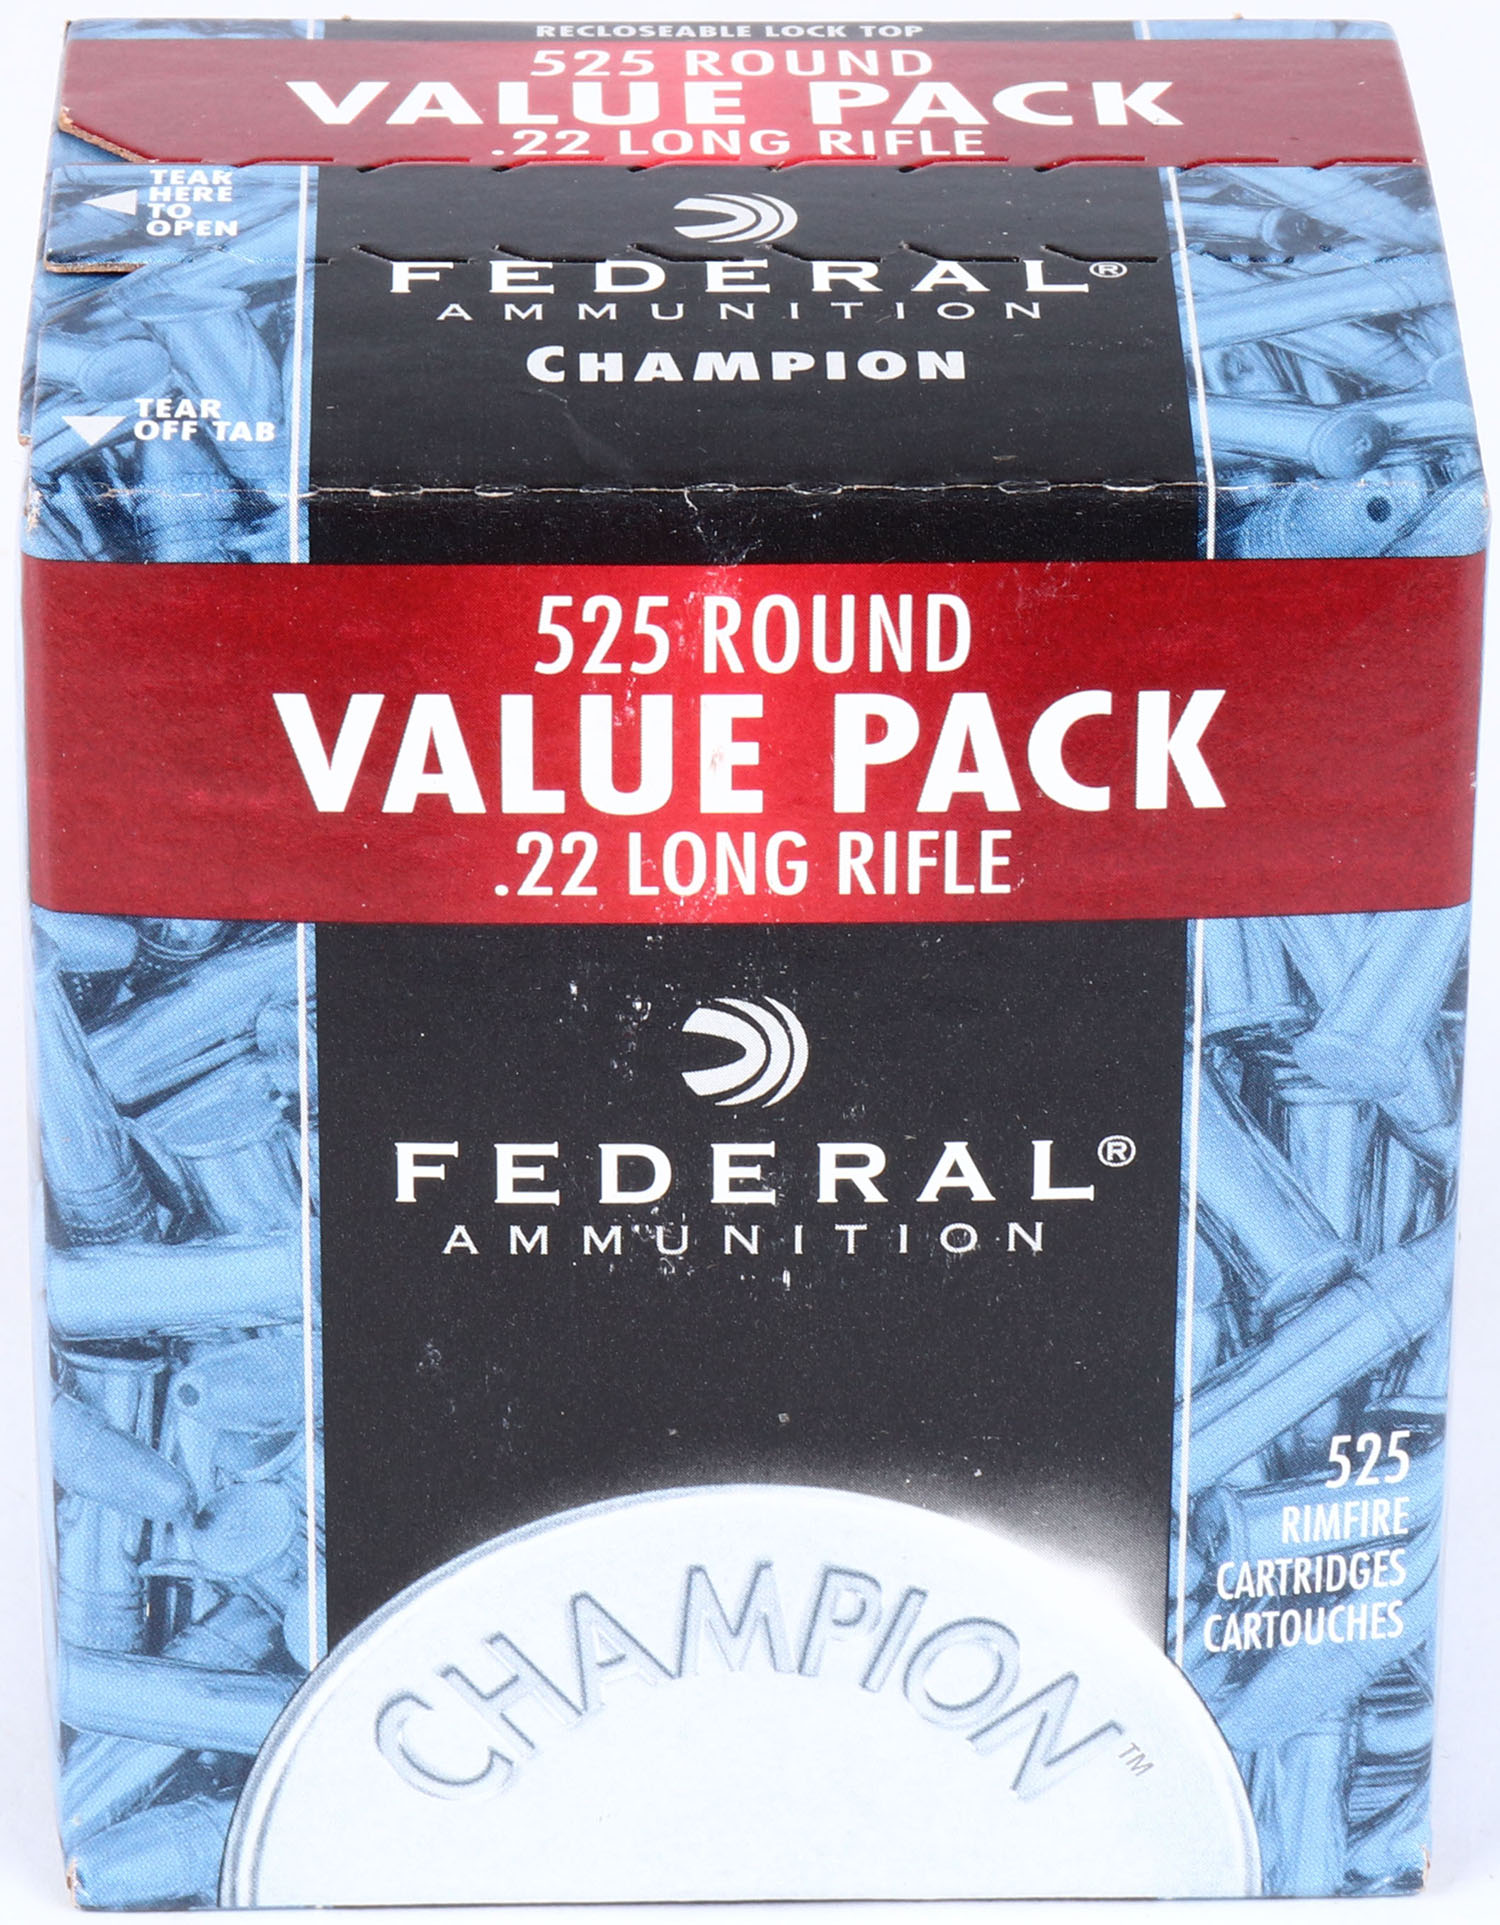 RECLOSEABLE LOCK TOP
525 ROUND
VALUE PACK
.22 LONG RIFLE
TEAR
HERE
TO
OPEN
FEDERAL®
AMMUNITION
CHAMPION
TEAR
OFF TAB
525 ROUND
VALUE PACK
.22 LONG RIFLE
FEDERAL®
AMMUNITION
525
RIMFIRE
CARTRIDGES
CARTOUCHES
CHAMPION™